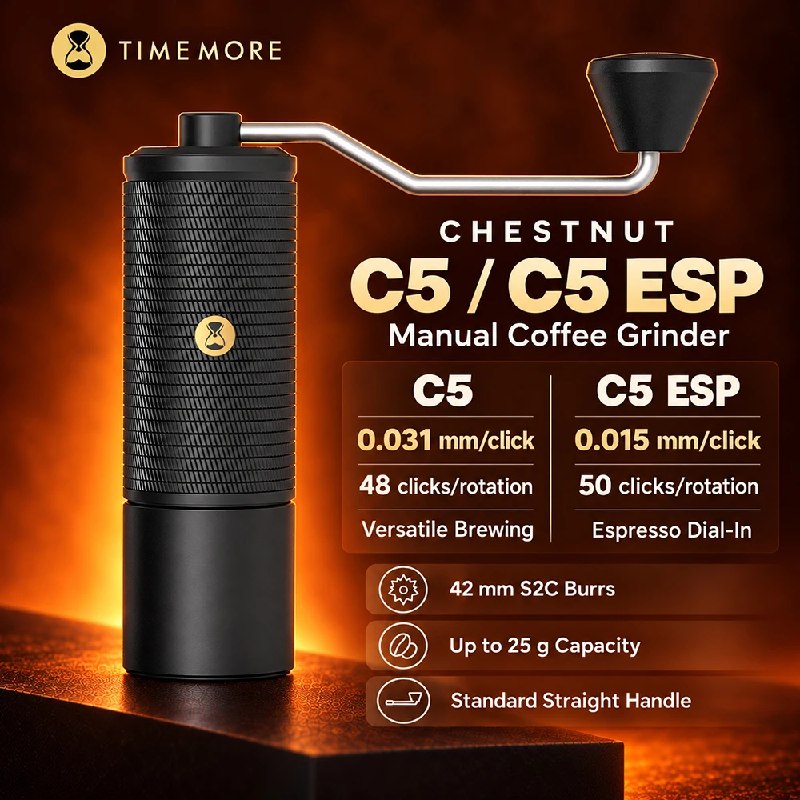 TIMEMORE
CHESTNUT
C5 / C5 ESP
Manual Coffee Grinder
C5
0.031 mm/click
48 clicks/rotation
Versatile Brewing
C5 ESP
0.015 mm/click
50 clicks/rotation
Espresso Dial-In
42 mm S2C Burrs
Up to 25 g Capacity
Standard Straight Handle